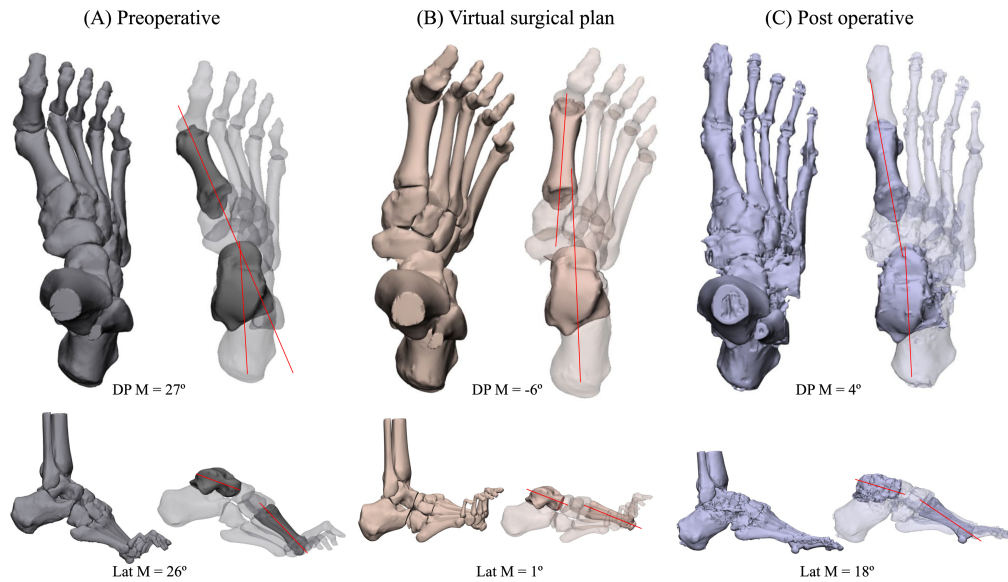 (A) Preoperative
(B) Virtual surgical plan
(C) Post operative
DP M = 27º
DP M = -6º
DP M = 4º
Lat M = 26º
Lat M = 1º
Lat M = 18º